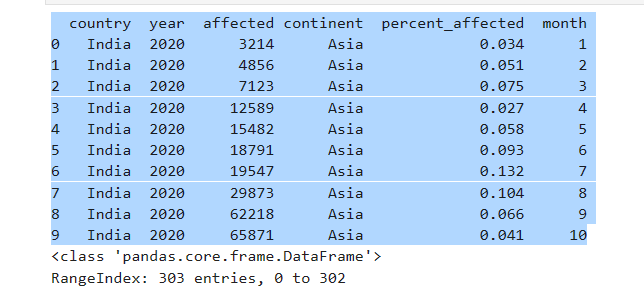 country year affected continent percent_affected month
0 India 2020 3214 Asia 0.034 1
1 India 2020 4856 Asia 0.051 2
2 India 2020 7123 Asia 0.075 3
3 India 2020 12589 Asia 0.027 4
4 India 2020 15482 Asia 0.058 5
5 India 2020 18791 Asia 0.093 6
6 India 2020 19547 Asia 0.132 7
7 India 2020 29873 Asia 0.104 8
8 India 2020 62218 Asia 0.066 9
9 India 2020 65871 Asia 0.041 10
<class 'pandas.core.frame.DataFrame'>
RangeIndex: 303 entries, 0 to 302